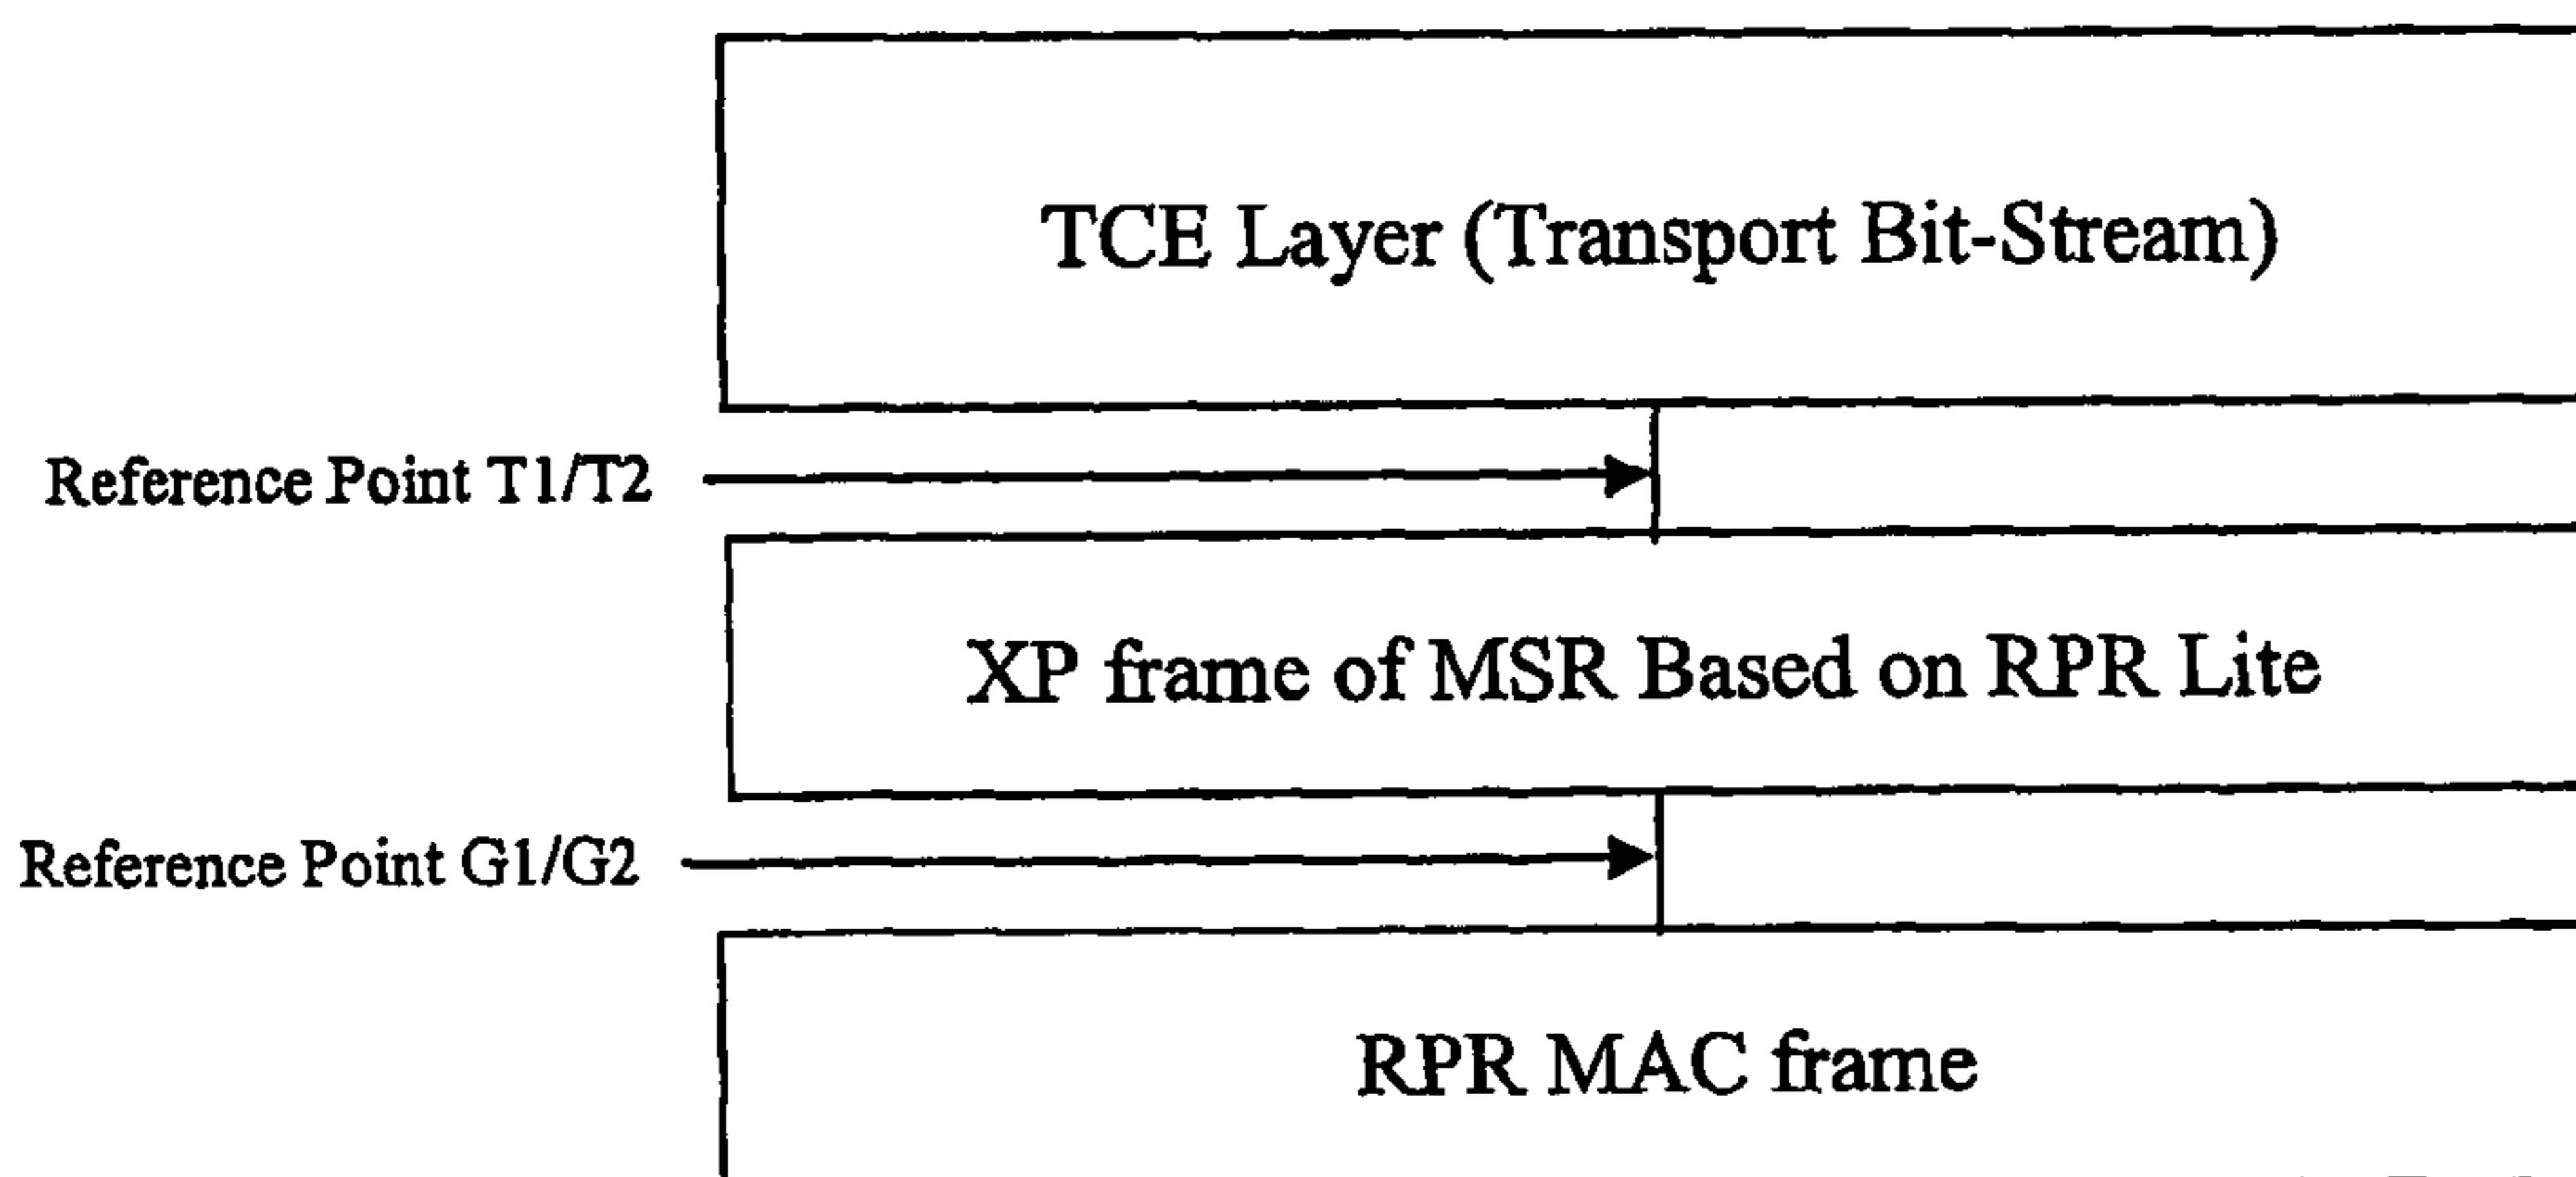 TCE Layer (Transport Bit-Stream)
Reference Point T1/T2
XP frame of MSR Based on RPR Lite
Reference Point G1/G2
RPR MAC frame